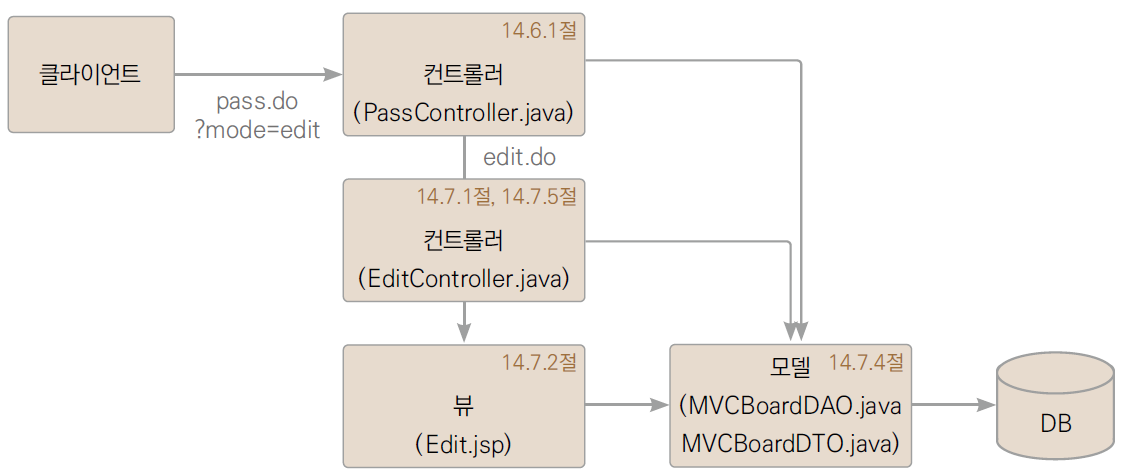 클라이언트
pass.do
?mode=edit
14.6.1절
컨트롤러
(PassController.java)
edit.do
14.7.1절, 14.7.5절
컨트롤러
(EditController.java)
14.7.2절
뷰
(Edit.jsp)
모델 14.7.4절
(MVCBoardDAO.java
MVCBoardDTO.java)
DB